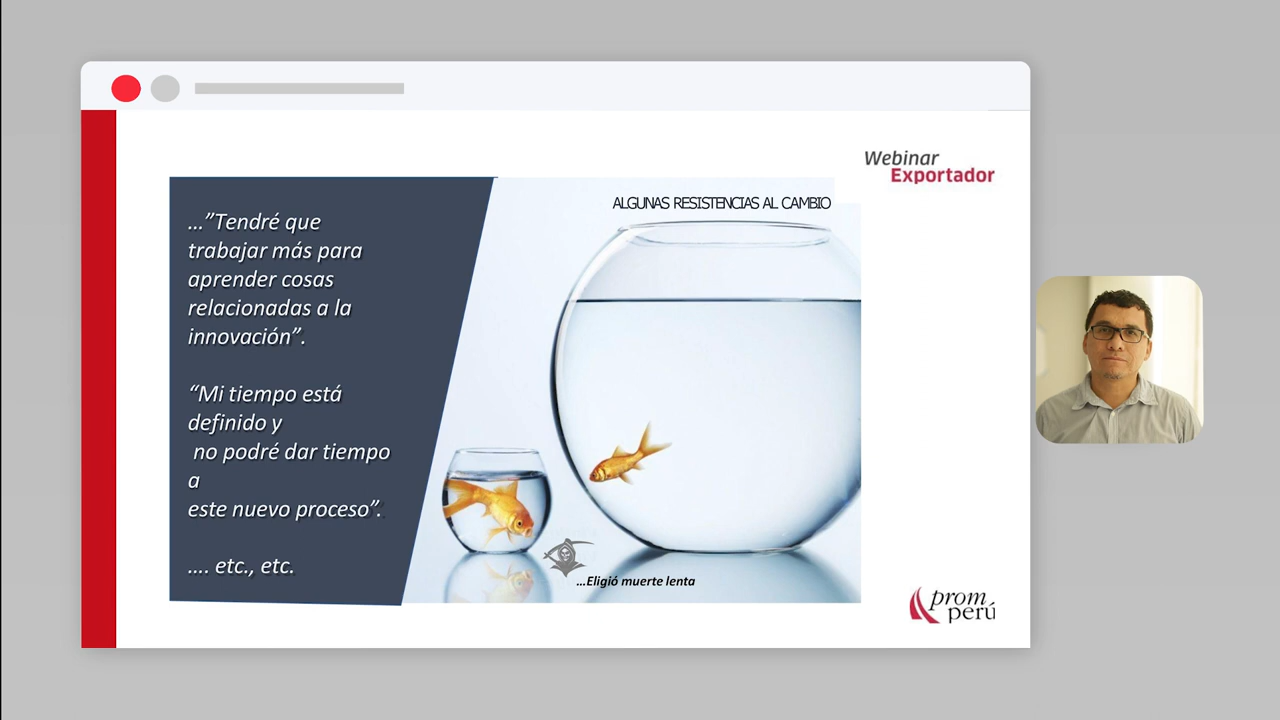 Webinar
Exportador
ALGUNAS RESISTENCIAS AL CAMBIO
...”Tendré que
trabajar más para
aprender cosas
relacionadas a la
innovación”.
“Mi tiempo está
definido y
no podré dar tiempo
a
este nuevo proceso”.
.... etc., etc.
...Eligió muerte lenta
prom
perú